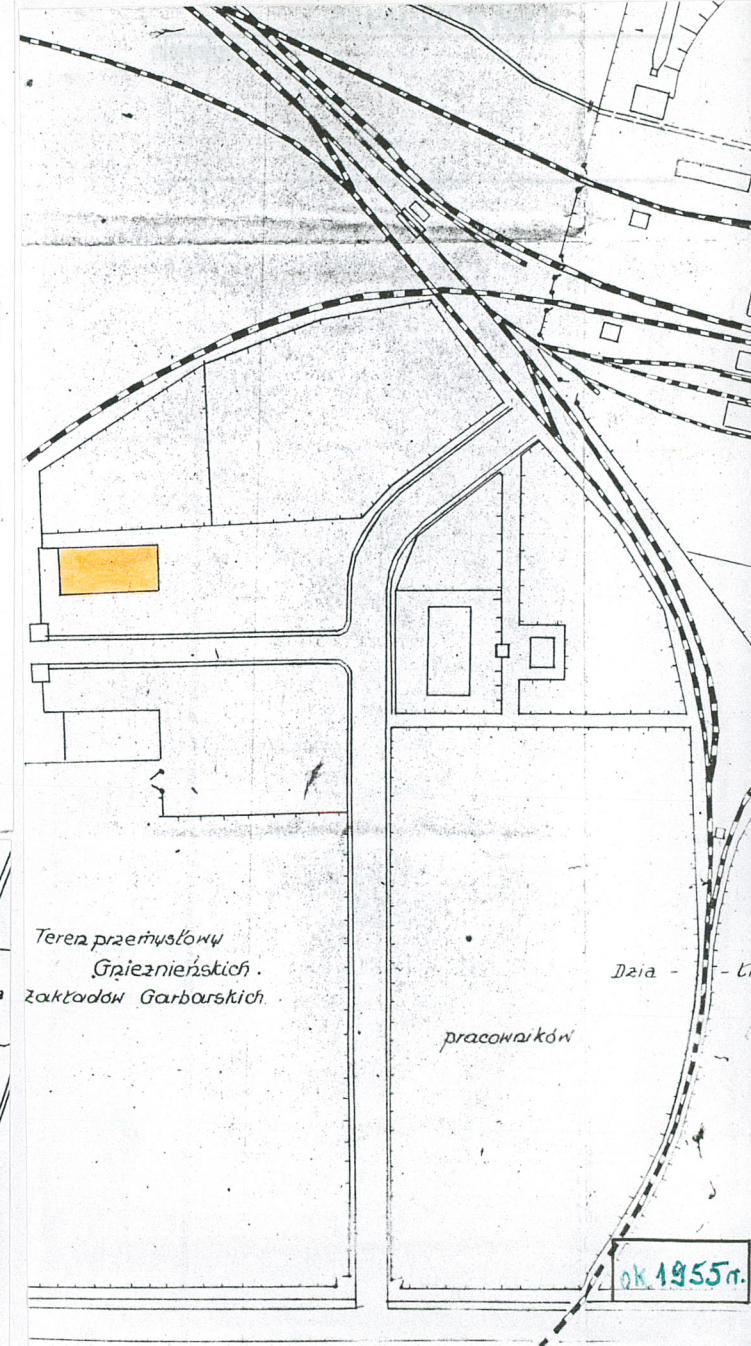 Teren przemysłowy
Gnieźnieńskich.
Zakładów Garbarskich
Dzia -
pracowników
ok. 1955 r.